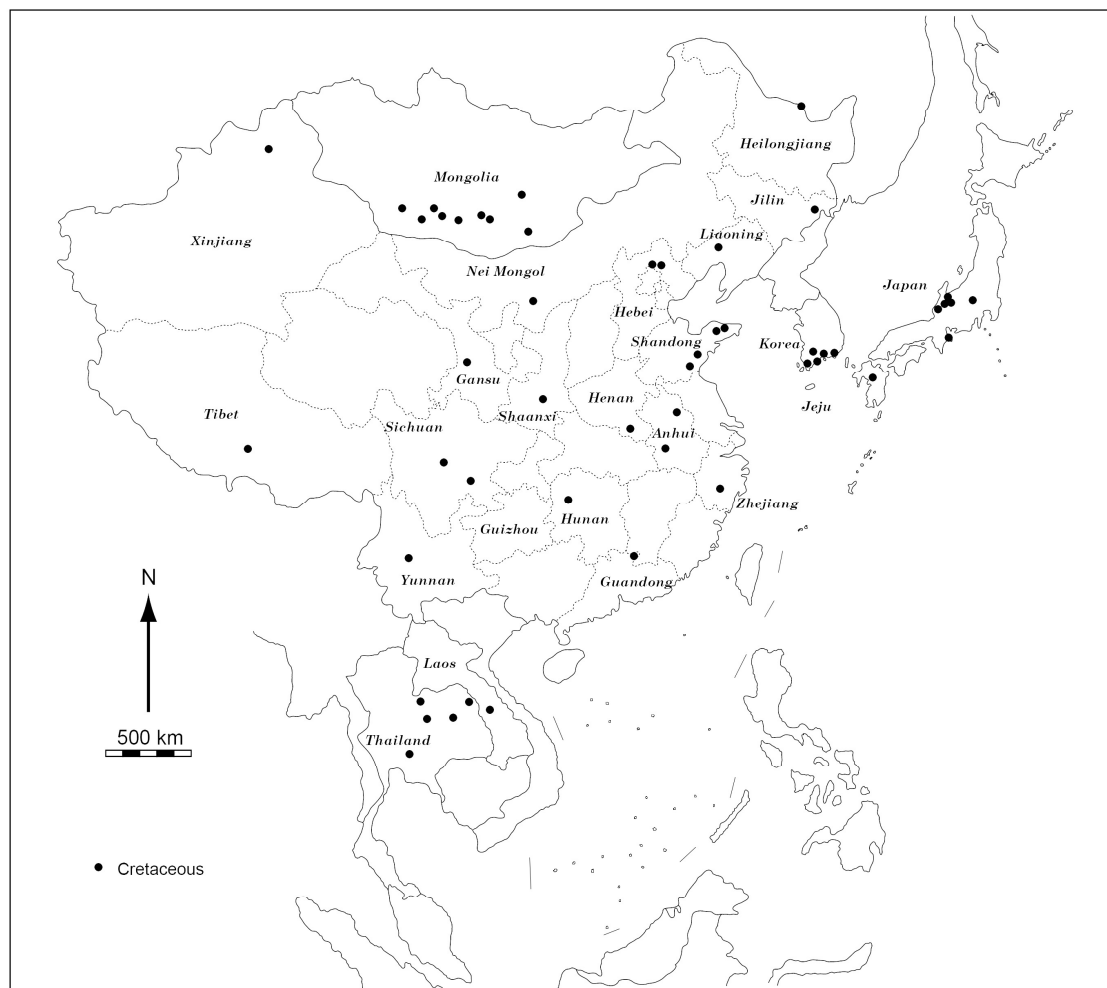 Heilongjiang
Mongolia
Jilin
Xinjiang
Liaoning
Nei Mongol
Japan
Hebei
Shandong
Korea
Gansu
Henan
Jeju
Tibet
Shaanxi
Sichuan
Anhui
Zhejiang
Guizhou
Hunan
Yunnan
Guandong
N
Laos
500 km
Thailand
Cretaceous